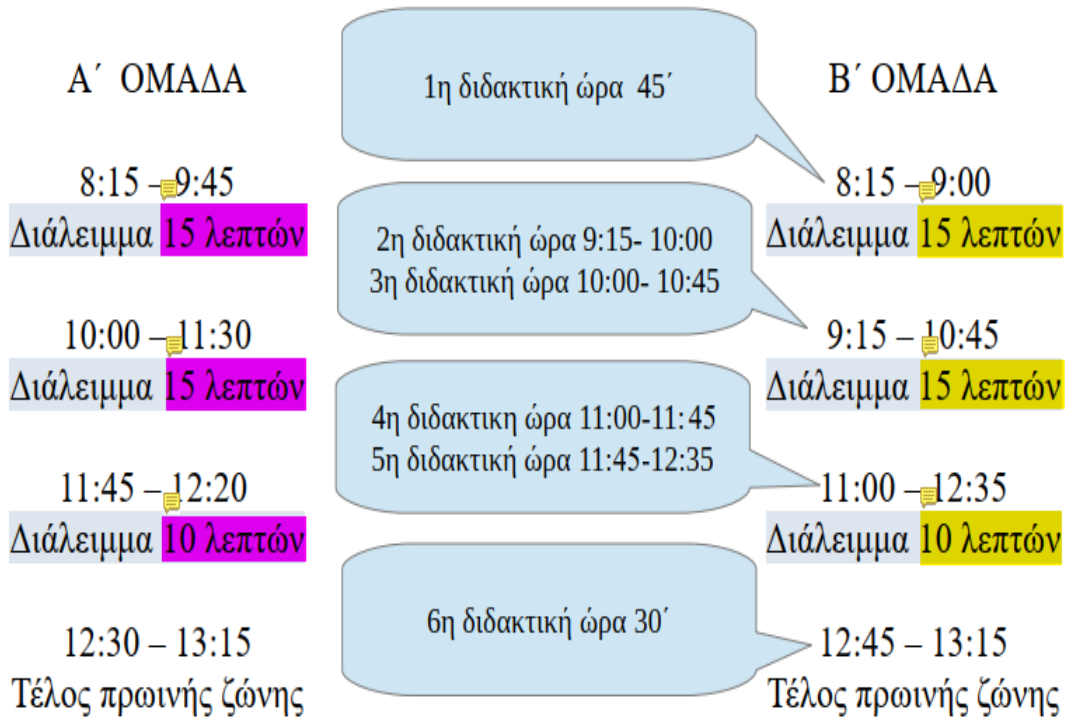 Α΄ ΟΜΑΔΑ
8:15 – 9:45
Διάλειμμα 15 λεπτών
10:00 – 11:30
Διάλειμμα 15 λεπτών
11:45 – 12:20
Διάλειμμα 10 λεπτών
12:30 – 13:15
Τέλος πρωινής ζώνης
1η διδακτική ώρα 45΄
2η διδακτική ώρα 9:15- 10:00
3η διδακτική ώρα 10:00- 10:45
4η διδακτικη ώρα 11:00-11:45
5η διδακτική ώρα 11:45-12:35
6η διδακτική ώρα 30΄
Β΄ ΟΜΑΔΑ
8:15 – 9:00
Διάλειμμα 15 λεπτών
9:15 – 10:45
Διάλειμμα 15 λεπτών
11:00 – 12:35
Διάλειμμα 10 λεπτών
12:45 – 13:15
Τέλος πρωινής ζώνης